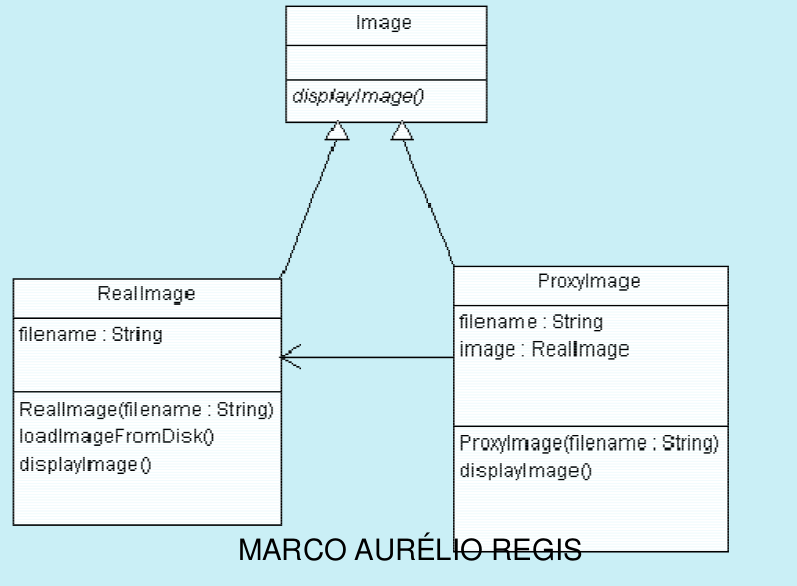 Image
displayImage()
RealImage
filename : String
RealImage(filename : String)
loadImageFromDisk()
displayImage()
ProxyImage
filename : String
image : RealImage
ProxyImage(filename : String)
displayImage()
MARCO AURÉLIO REGIS